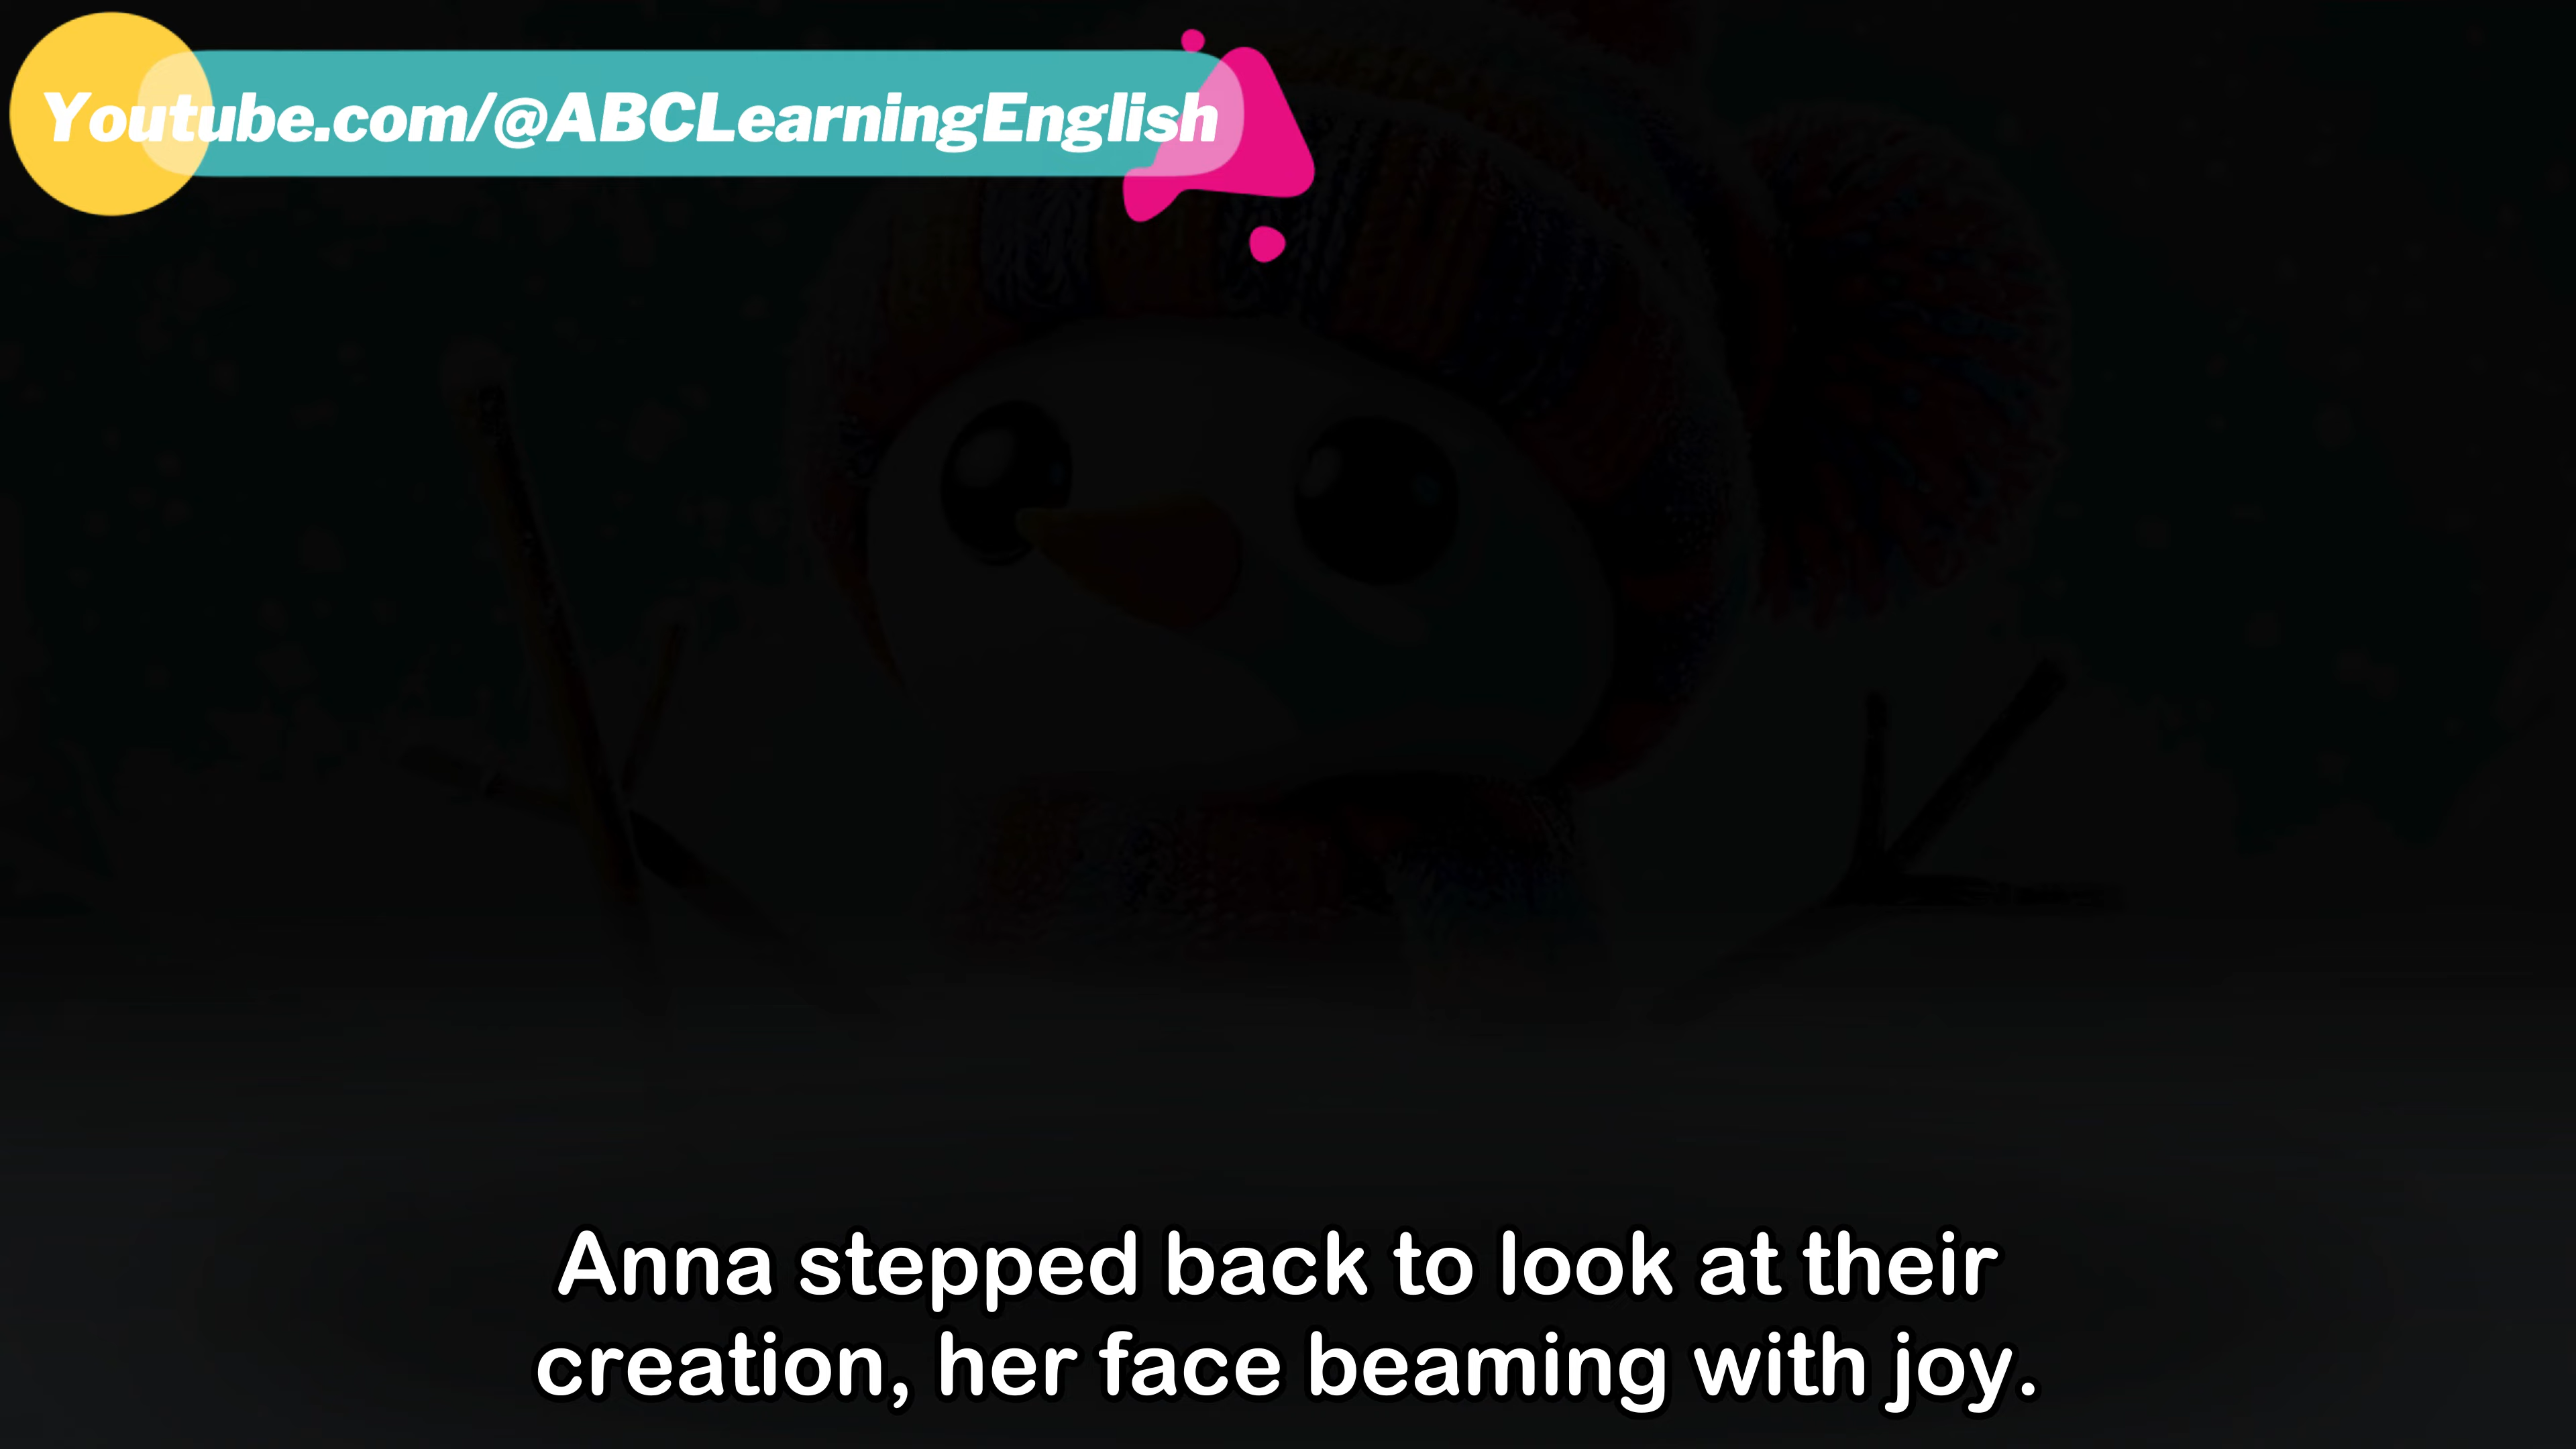 Youtube.com/@ABCLearningEnglish
Anna stepped back to look at their
creation, her face beaming with joy.